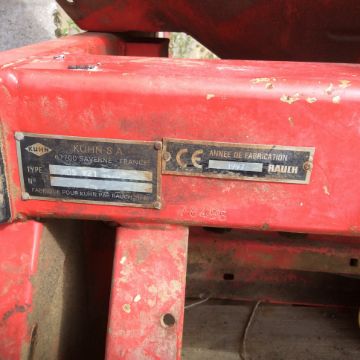 KUHN
KUHN S A
67700 SAVERNE - FRANCE
TYPE
N°
FABRIQUE POUR KUHN PAR RAUCH
CE
ANNEE DE FABRICATION
RAUCH